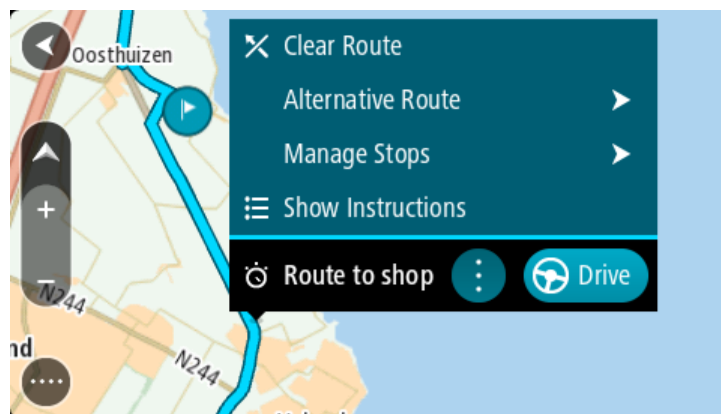 Oosthuizen
Clear Route
Alternative Route
Manage Stops
Show Instructions
Route to shop
Drive
N244
nd
N244